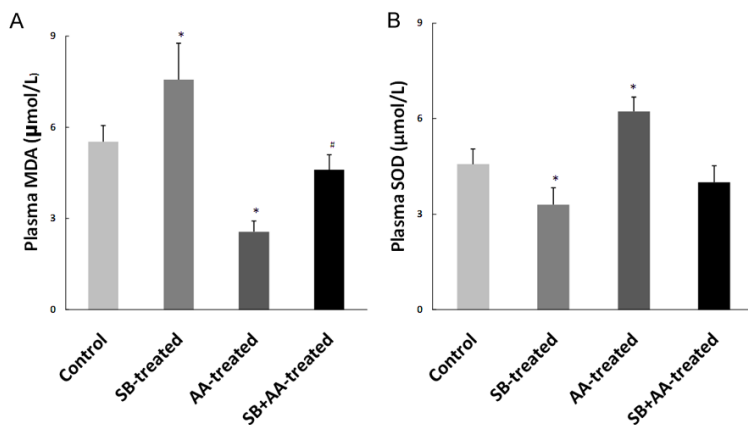 A
Plasma MDA (μmol/L)
9
6
3
0
*
*
#
Control
SB-treated
AA-treated
SB+AA-treated
B
Plasma SOD (μmol/L)
9
6
3
0
*
*
Control
SB-treated
AA-treated
SB+AA-treated